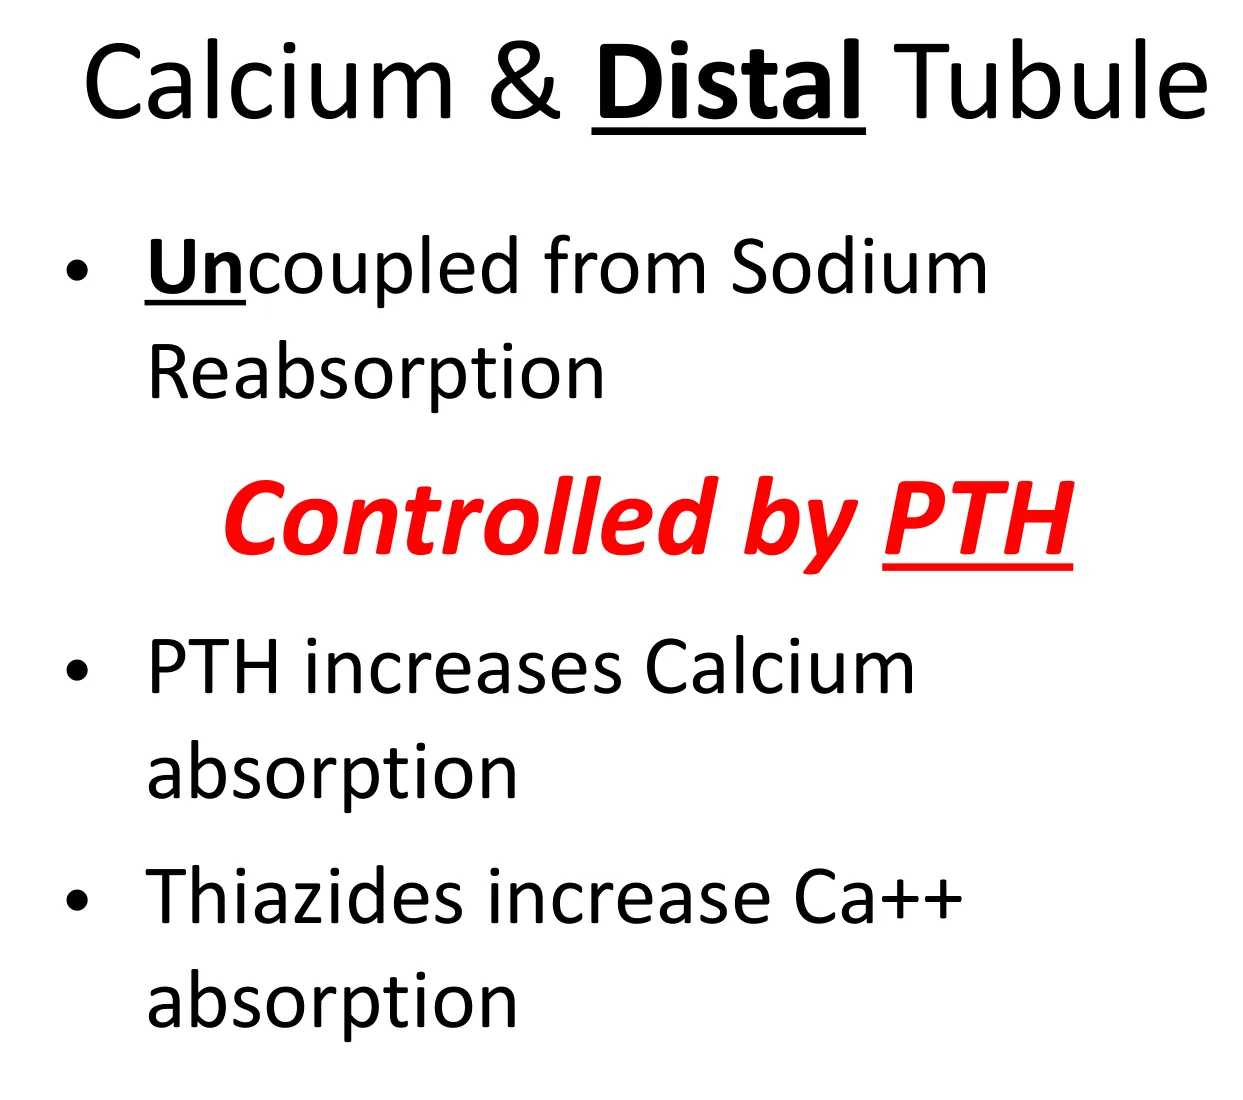 Calcium & Distal Tubule
• Uncoupled from Sodium
Reabsorption
Controlled by PTH
• PTH increases Calcium
absorption
• Thiazides increase Ca++
absorption